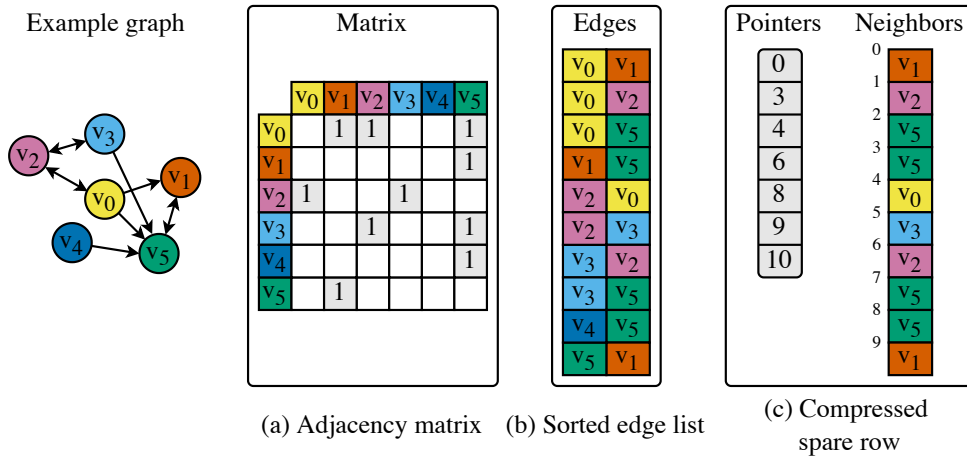 Example graph
v3
v2
v1
v0
v4
v5
Matrix
v0 v1 v2 v3 v4 v5
v0 1 1 1
v1 1
v2 1 1
v3 1 1
v4 1
v5 1
(a) Adjacency matrix
Edges
v0 v1
v0 v2
v0 v5
v1 v5
v2 v0
v2 v3
v3 v2
v3 v5
v4 v5
v5 v1
(b) Sorted edge list
Pointers
0
3
4
6
8
9
10
Neighbors
0 v1
1 v2
2 v5
3 v5
4 v0
5 v3
6 v2
7 v5
8 v5
9 v1
(c) Compressed
spare row